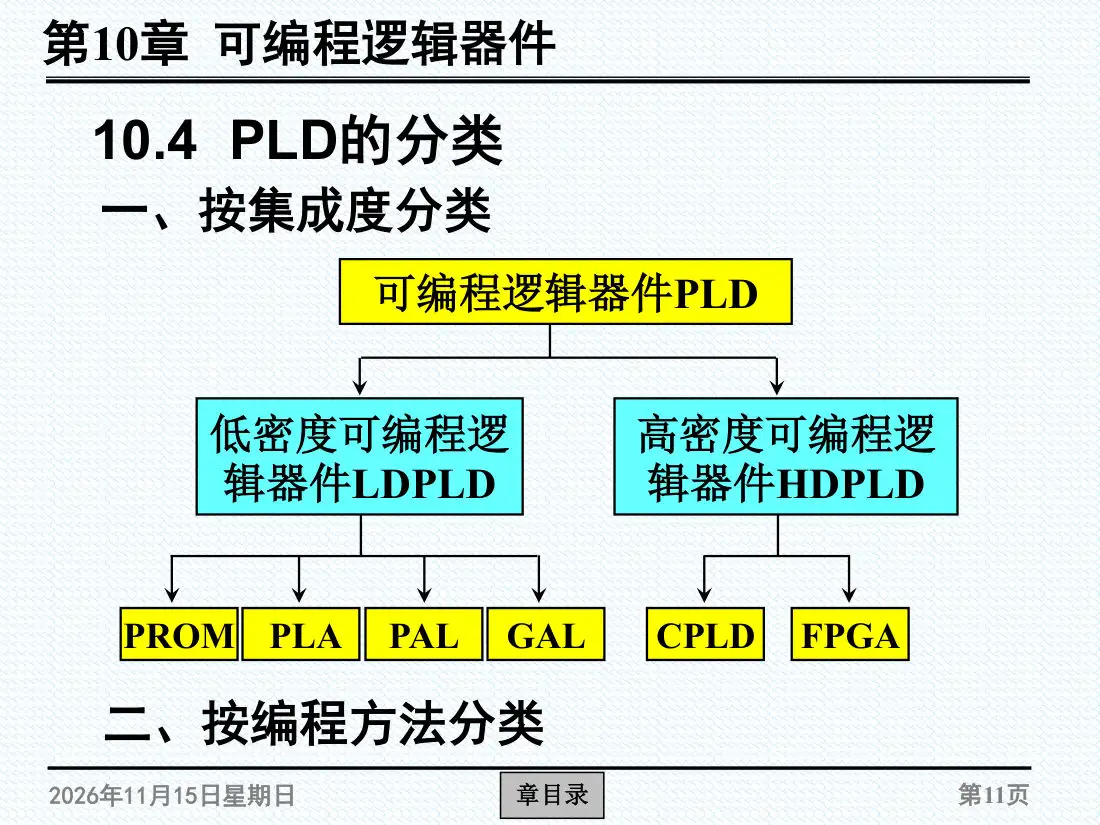 第10章 可编程逻辑器件
10.4 PLD的分类
一、按集成度分类
可编程逻辑器件PLD
低密度可编程逻
辑器件LDPLD
高密度可编程逻
辑器件HDPLD
PROM
PLA
PAL
GAL
CPLD
FPGA
二、按编程方法分类
2026年11月15日星期日
章目录
第11页